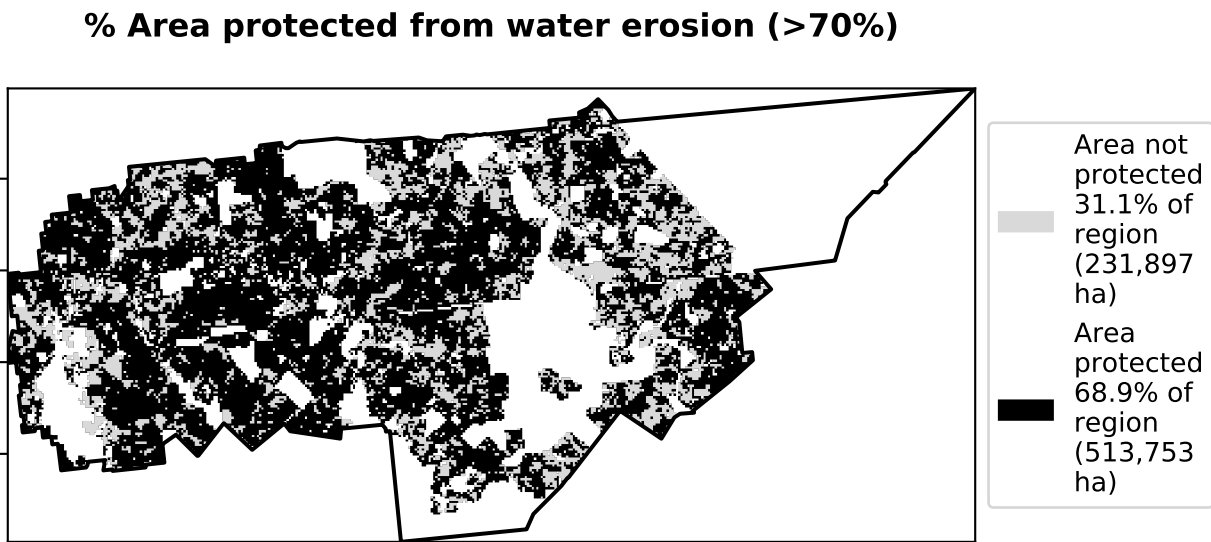 % Area protected from water erosion (>70%)
Area not
protected
31.1% of
region
(231,897
ha)
Area
protected
68.9% of
region
(513,753
ha)